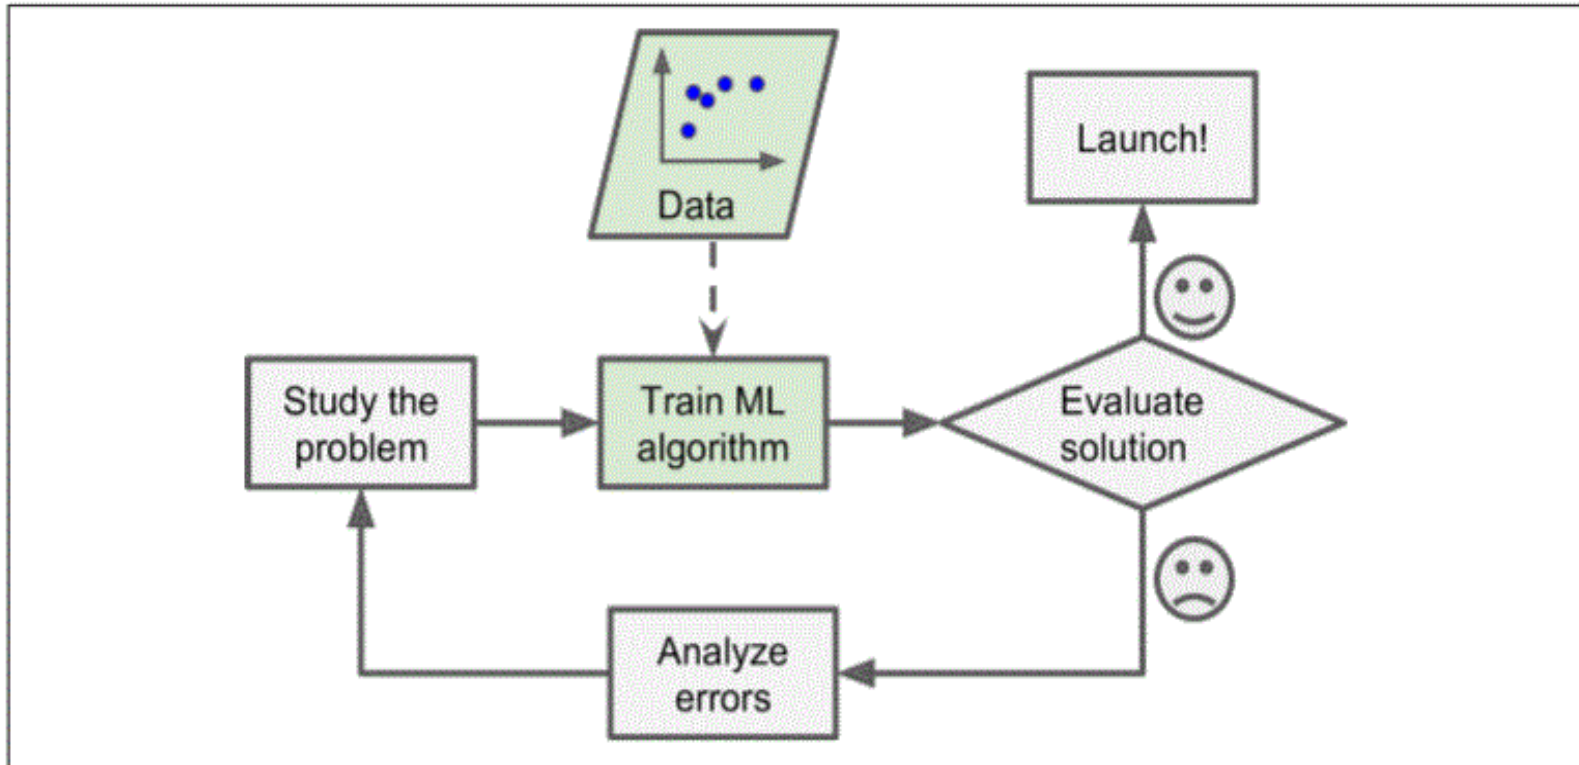 Data
Launch!
Study the
problem
Train ML
algorithm
Evaluate
solution
Analyze
errors